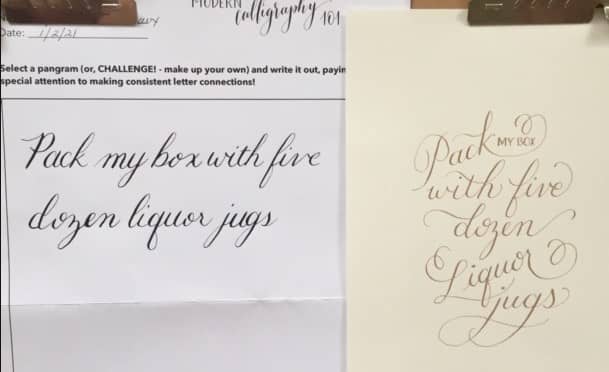 MODERN
Calligraphy 101
Date: 1/2/21
Select a pangram (or, CHALLENGE! - make up your own) and write it out, payin
special attention to making consistent letter connections!
Pack my box with five
dozen liquor jugs
Pack MY BOX
with five
dozen
Liquor
jugs